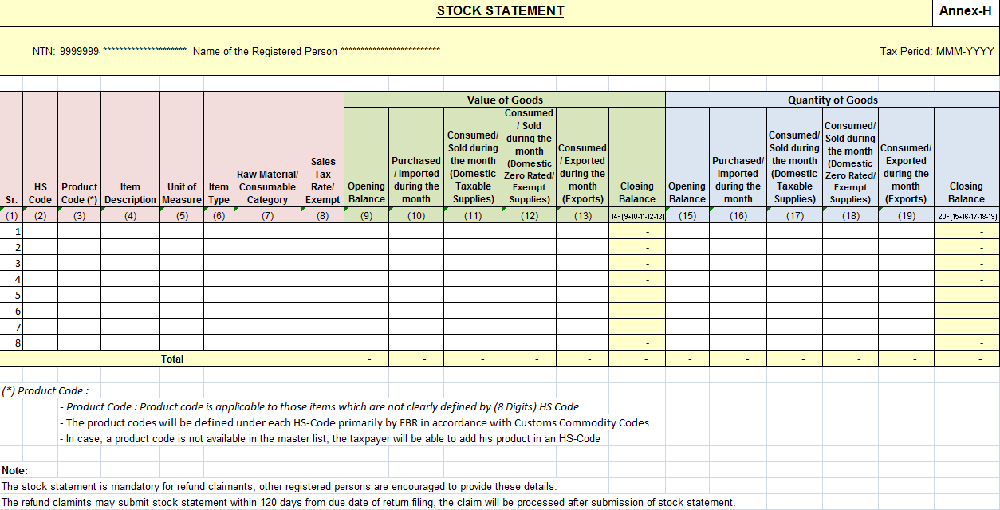 STOCK STATEMENT
Annex-H
NTN: 9999999- ********************* Name of the Registered Person *************************
Tax Period: MMM-YYYY
Value of Goods
Quantity of Goods
Sr.
HS
Code
Product
Code (*)
Item
Description
Unit of
Measure
Item
Type
Raw Material/
Consumable
Category
Sales
Tax
Rate/
Exempt
Opening
Balance
Purchased
/ Imported
during the
month
Consumed/
Sold during
the month
(Domestic
Taxable
Supplies)
Consumed
/ Sold
during the
month
(Domestic
Zero Rated/
Exempt
Supplies)
Consumed
/ Exported
during the
month
(Exports)
Closing
Balance
Opening
Balance
Purchased/
Imported
during the
month
Consumed/
Sold during
the month
(Domestic
Taxable
Supplies)
Consumed/
Sold during
the month
(Domestic
Zero Rated/
Exempt
Supplies)
Consumed/
Exported
during the
month
(Exports)
Closing
Balance
(1) (2) (3) (4) (5) (6) (7) (8) (9) (10) (11) (12) (13) 14=(9+10-11-12-13) (15) (16) (17) (18) (19) 20=(15+16-17-18-19)
1 - -
2 - -
3 - -
4 - -
5 - -
6 - -
7 - -
8 - -
Total - - - - - - - - - - - -
(*) Product Code :
- Product Code : Product code is applicable to those items which are not clearly defined by (8 Digits) HS Code
- The product codes will be defined under each HS-Code primarily by FBR in accordance with Customs Commodity Codes
- In case, a product code is not available in the master list, the taxpayer will be able to add his product in an HS-Code
Note:
The stock statement is mandatory for refund claimants, other registered persons are encouraged to provide these details.
The refund clamints may submit stock statement within 120 days from due date of return filing, the claim will be processed after submission of stock statement.